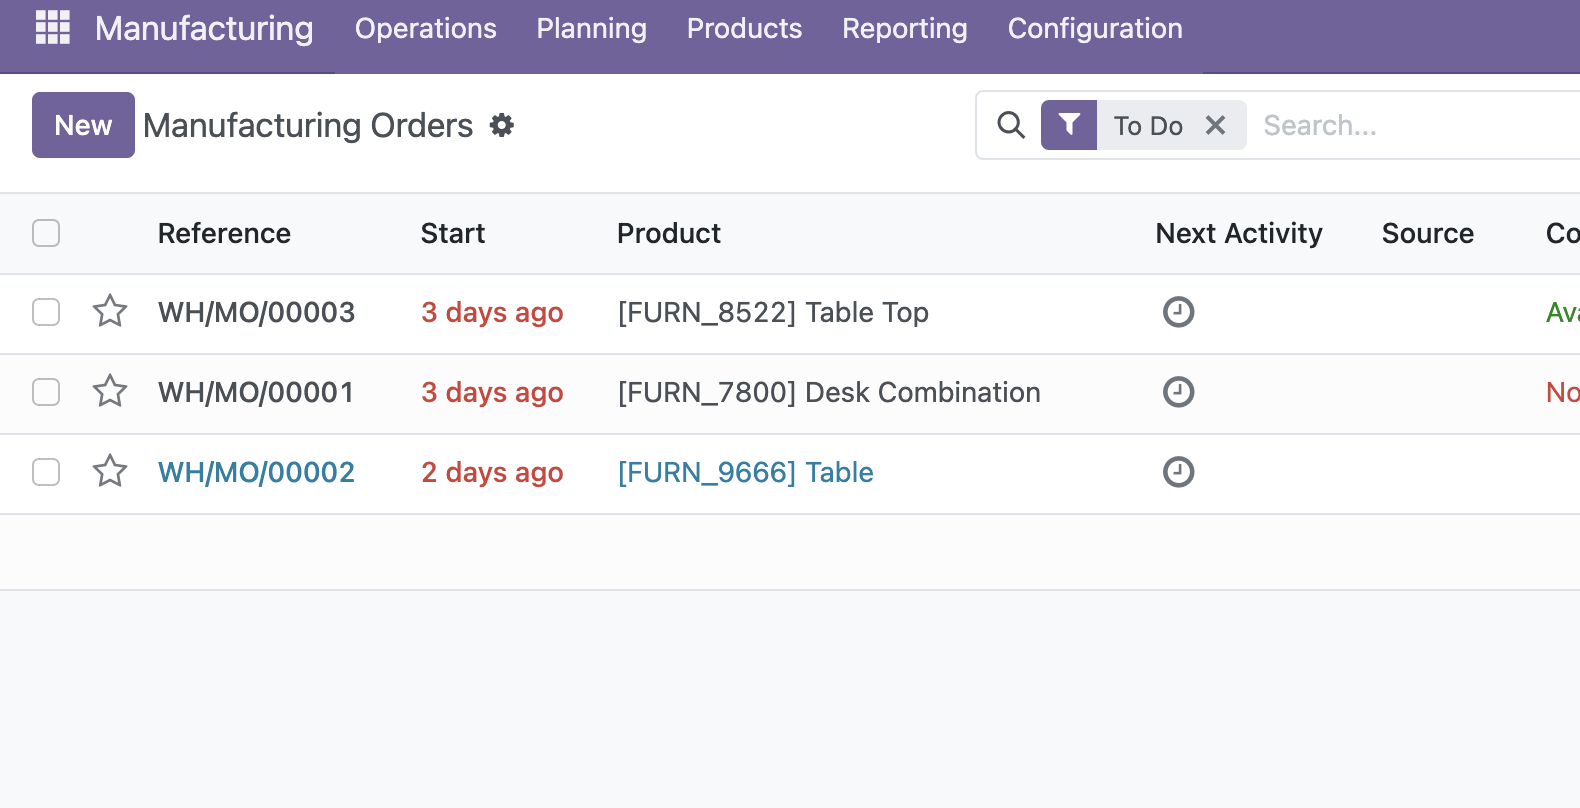 Manufacturing Operations Planning Products Reporting Configuration
New Manufacturing Orders To Do Search...
Reference Start Product Next Activity Source Co
WH/MO/00003 3 days ago [FURN_8522] Table Top Ava
WH/MO/00001 3 days ago [FURN_7800] Desk Combination No
WH/MO/00002 2 days ago [FURN_9666] Table